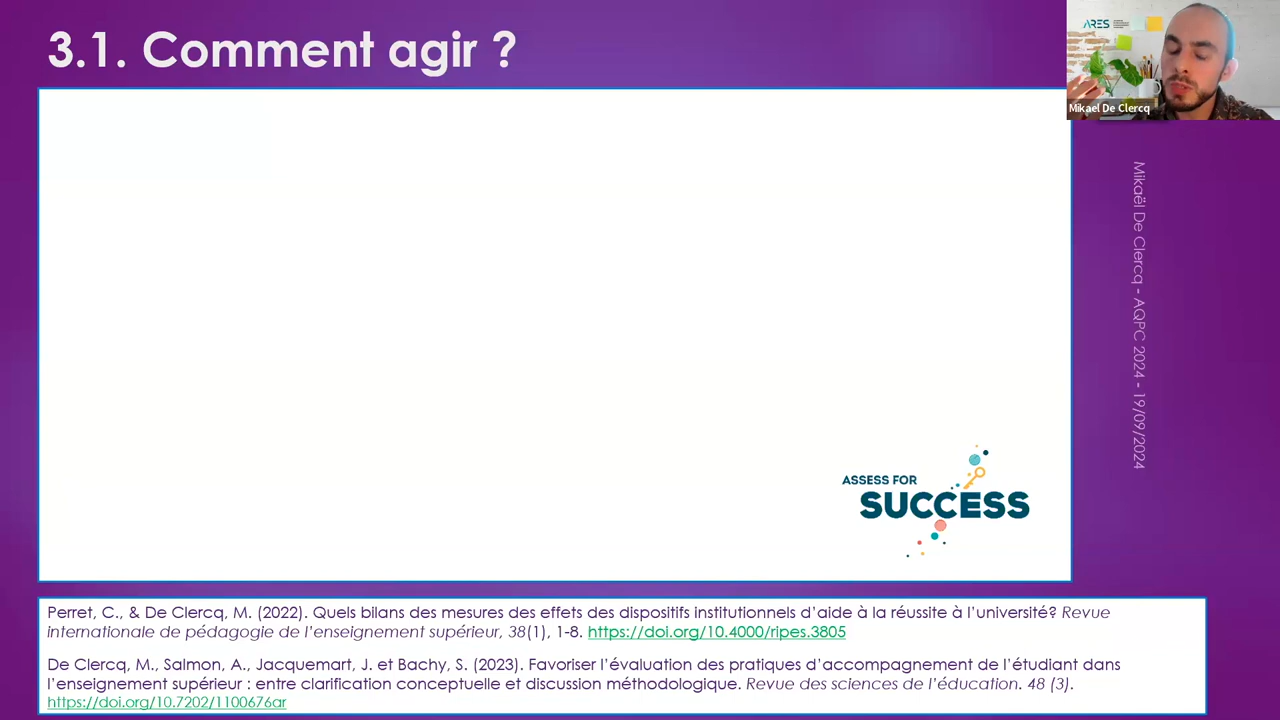 3.1. Comment agir ?
ARES
Mikael De Clercq
Mikaël De Clercq - AQPC 2024 - 19/09/2024
ASSESS FOR
SUCCESS
Perret, C., & De Clercq, M. (2022). Quels bilans des mesures des effets des dispositifs institutionnels d’aide à la réussite à l’université? Revue
internationale de pédagogie de l’enseignement supérieur, 38(1), 1-8. https://doi.org/10.4000/ripes.3805
De Clercq, M., Salmon, A., Jacquemart, J. et Bachy, S. (2023). Favoriser l’évaluation des pratiques d’accompagnement de l’étudiant dans
l’enseignement supérieur : entre clarification conceptuelle et discussion méthodologique. Revue des sciences de l’éducation. 48 (3).
https://doi.org/10.7202/1100676ar